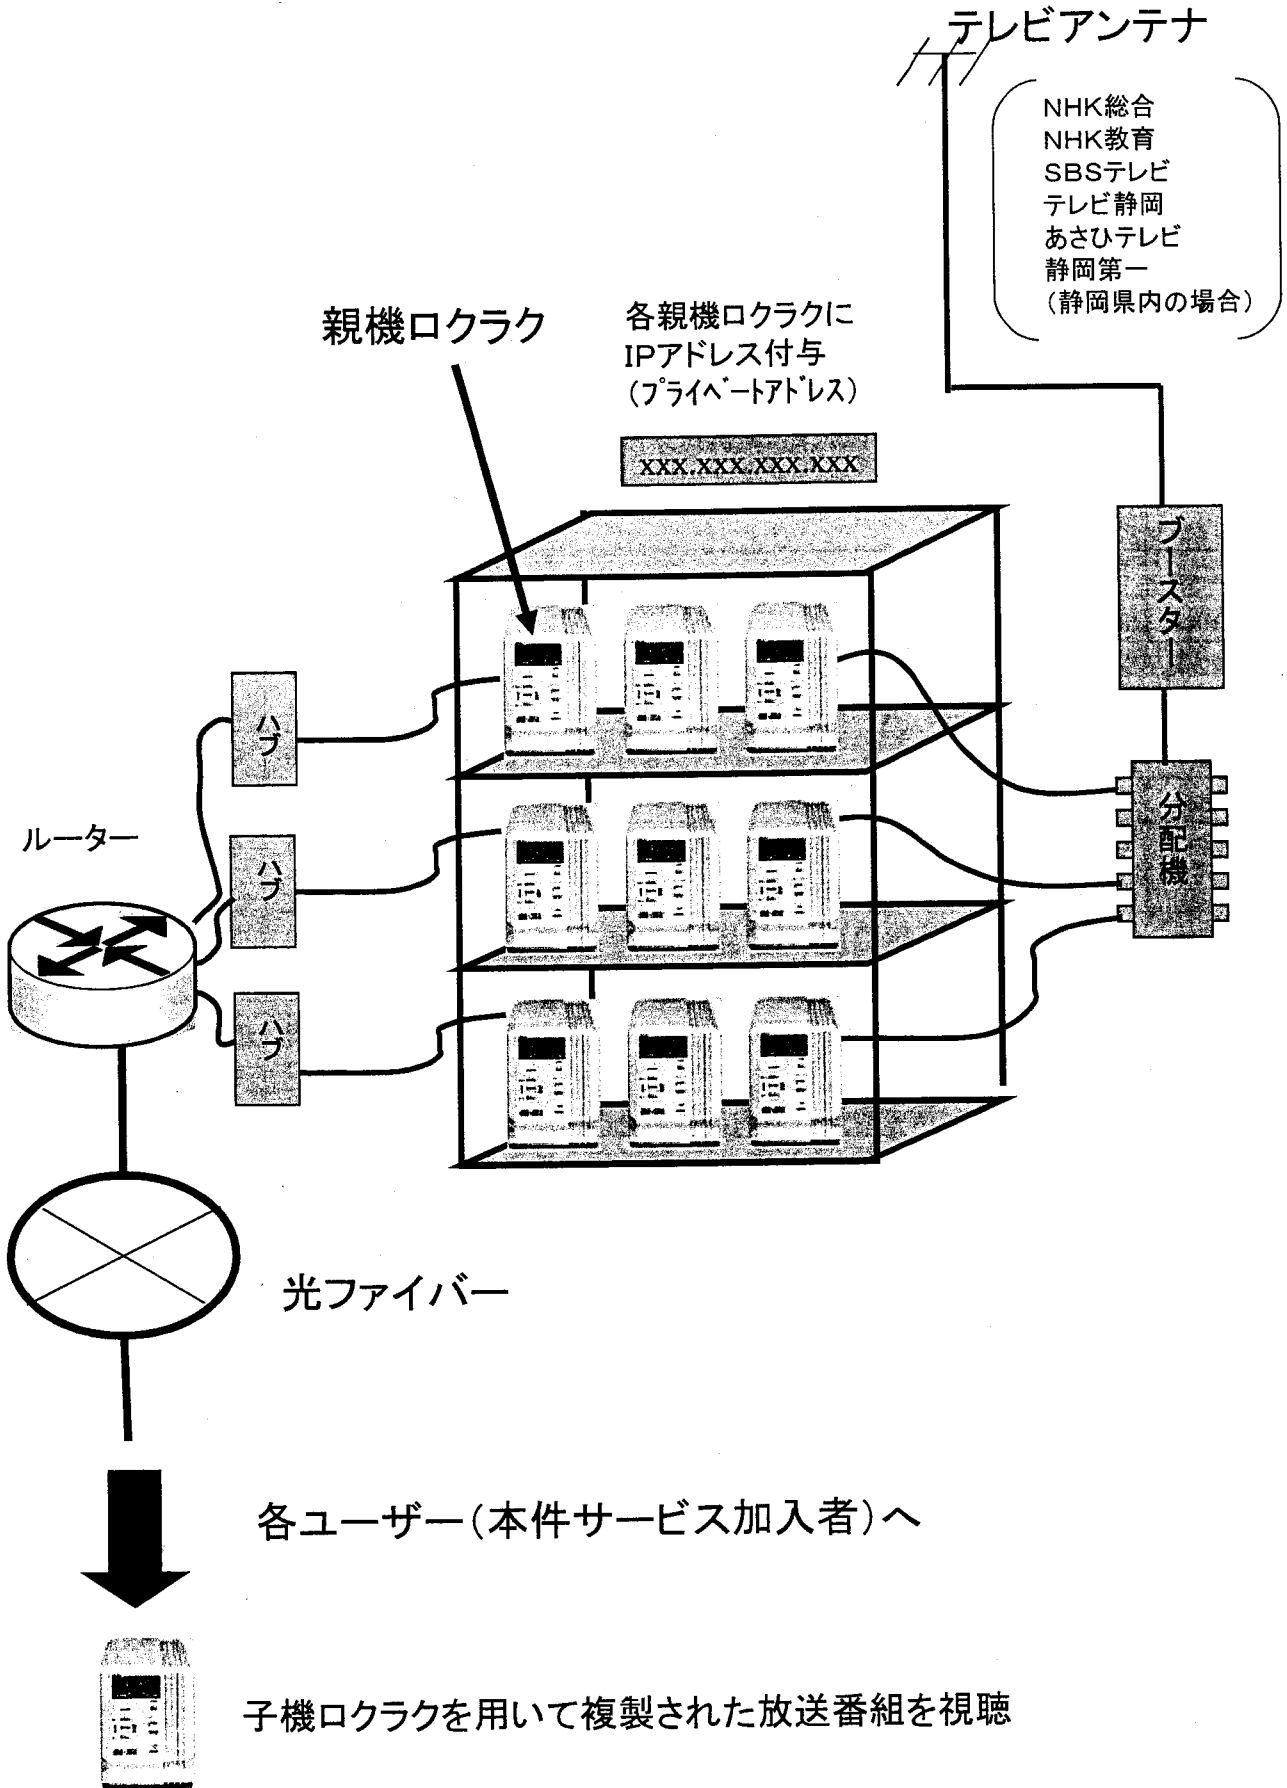 テレビアンテナ
NHK総合
NHK教育
SBSテレビ
テレビ静岡
あさひテレビ
静岡第一
(静岡県内の場合)
親機ロクラク
各親機ロクラクに
IPアドレス付与
(プライベートアドレス)
xxx.xxx.xxx.xxx
ブースター
ハブ
分配機
ルーター
ハブ
ハブ
光ファイバー
各ユーザー(本件サービス加入者)へ
子機ロクラクを用いて複製された放送番組を視聴